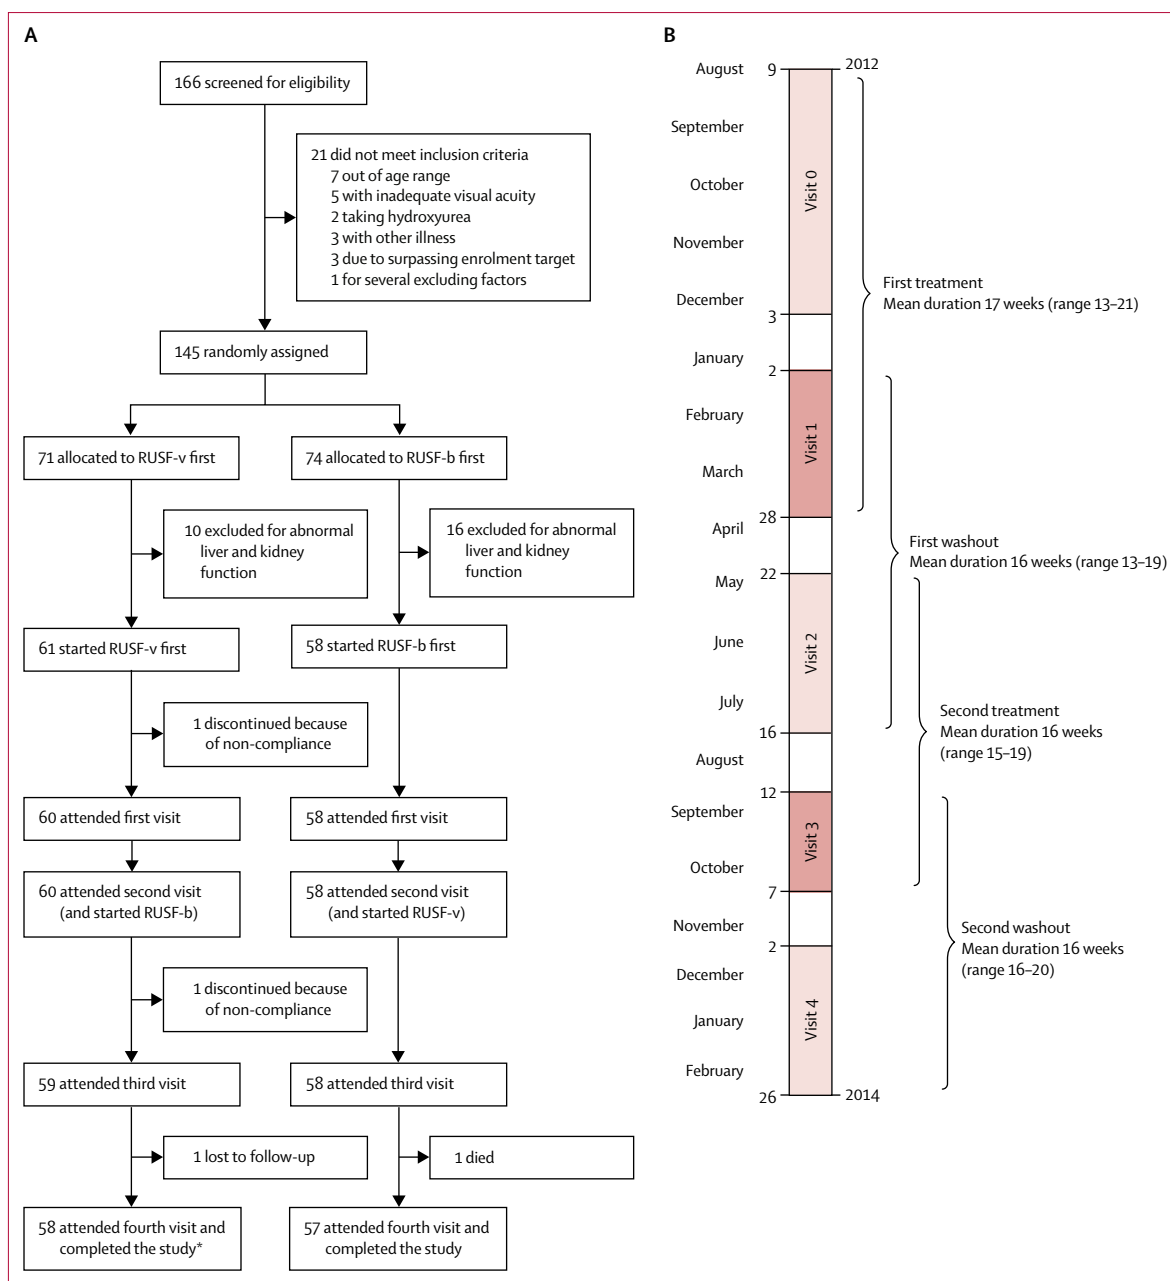 A
166 screened for eligibility
21 did not meet inclusion criteria
7 out of age range
5 with inadequate visual acuity
2 taking hydroxyurea
3 with other illness
3 due to surpassing enrolment target
1 for several excluding factors
145 randomly assigned
71 allocated to RUSF-v first
74 allocated to RUSF-b first
10 excluded for abnormal
liver and kidney
function
16 excluded for abnormal
liver and kidney
function
61 started RUSF-v first
58 started RUSF-b first
1 discontinued because
of non-compliance
60 attended first visit
58 attended first visit
60 attended second visit
(and started RUSF-b)
58 attended second visit
(and started RUSF-v)
1 discontinued because
of non-compliance
59 attended third visit
58 attended third visit
1 lost to follow-up
1 died
58 attended fourth visit and
completed the study*
57 attended fourth visit and
completed the study
B
August 9 2012
September
October
Visit 0
November
December
3
First treatment
Mean duration 17 weeks (range 13–21)
January
2
February
Visit 1
March
28
April
First washout
Mean duration 16 weeks (range 13–19)
22
May
June
Visit 2
July
16
Second treatment
Mean duration 16 weeks
(range 15–19)
August
12
September
Visit 3
October
7
November
2
Second washout
Mean duration 16 weeks
(range 16–20)
December
January
Visit 4
February
26 2014